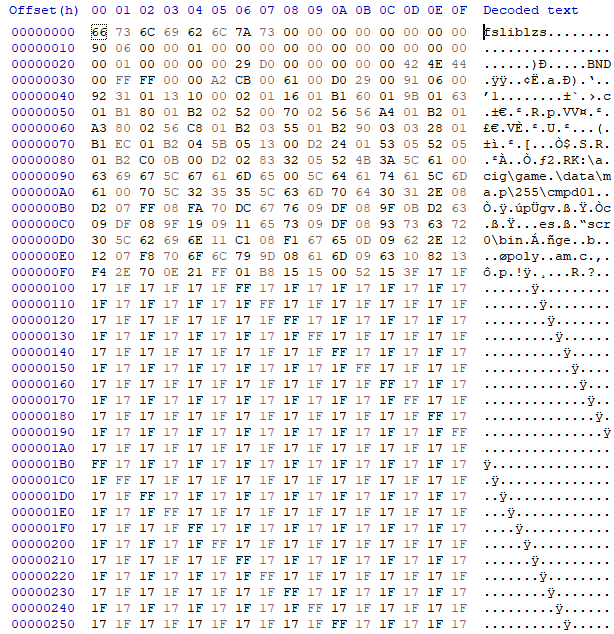 Offset(h) 00 01 02 03 04 05 06 07 08 09 0A 0B 0C 0D 0E 0F Decoded text
00000000 66 73 6C 69 62 6C 7A 73 00 00 00 00 00 00 00 00 fsliblzs........
00000010 90 06 00 00 00 00 00 00 00 00 00 00 00 00 00 00 ................
00000020 00 01 00 00 00 00 29 D0 00 00 00 00 00 42 4E 44 ......)Ð.....BND
00000030 00 FF FF 00 00 A2 CB 00 61 00 D0 29 00 91 06 00 .ÿÿ..¢Ë.a.Ð).‘..
00000040 92 31 01 13 10 00 02 01 16 01 B1 60 01 9B 01 63 ’1........±`.›.c
00000050 01 B1 80 01 B2 02 52 00 70 02 56 56 A4 01 B2 01 .±€.².R.p.VV¤.².
00000060 A3 80 02 56 C8 01 B2 03 55 01 B2 90 03 03 28 01 £€.VÈ.².U.²...(.
00000070 B1 EC 01 B2 04 5B 05 13 00 D2 24 01 53 05 52 05 ±ì.².[...Ò$.S.R.
00000080 01 B2 C0 0B 00 D2 02 83 32 05 52 4B 3A 5C 61 00 .²À..Ò.ƒ2.RK:\a.
00000090 63 69 67 5C 67 61 6D 65 00 5C 64 61 74 61 5C 6D cig\game.\data\m
000000A0 61 00 70 5C 32 35 35 5C 63 6D 70 64 30 31 2E 08 a.p\255\cmpd01..
000000B0 D2 07 FF 08 FA 70 DC 67 76 09 DF 08 9F 0B D2 63 Ò.ÿ.úpÜgv.ß.Ÿ.Òc
000000C0 09 DF 08 9F 19 09 11 65 73 09 DF 08 93 73 63 72 .ß.Ÿ...es.ß.“scr
000000D0 30 5C 62 69 6E 11 C1 08 F1 67 65 0D 09 62 2E 12 0\bin.Á.ñge..b..
000000E0 12 07 F8 70 6F 6C 79 9D 08 61 6D 09 63 10 82 13 ..øpoly..am.c.‚.
000000F0 F4 2E 70 0E 21 FF 01 B8 15 15 00 52 15 3F 17 1F ô.p.!ÿ.¸...R.?..
00000100 17 1F 17 1F 17 1F FF 17 1F 17 1F 17 1F 17 1F 17 ......ÿ.........
00000110 1F 17 1F 17 1F 17 1F FF 17 1F 17 1F 17 1F 17 1F .......ÿ........
00000120 17 1F 17 1F 17 1F 17 1F FF 17 1F 17 1F 17 1F 17 ........ÿ.......
00000130 1F 17 1F 17 1F 17 1F 17 1F FF 17 1F 17 1F 17 1F .........ÿ......
00000140 17 1F 17 1F 17 1F 17 1F 17 1F FF 17 1F 17 1F 17 ..........ÿ.....
00000150 1F 17 1F 17 1F 17 1F 17 1F 17 1F FF 17 1F 17 1F ...........ÿ....
00000160 17 1F 17 1F 17 1F 17 1F 17 1F 17 1F FF 17 1F 17 ............ÿ...
00000170 1F 17 1F 17 1F 17 1F 17 1F 17 1F 17 1F FF 17 1F .............ÿ..
00000180 17 1F 17 1F 17 1F 17 1F 17 1F 17 1F 17 1F FF 17 ..............ÿ.
00000190 1F 17 1F 17 1F 17 1F 17 1F 17 1F 17 1F 17 1F FF ...............ÿ
000001A0 17 1F 17 1F 17 1F 17 1F 17 1F 17 1F 17 1F 17 1F ................
000001B0 FF 17 1F 17 1F 17 1F 17 1F 17 1F 17 1F 17 1F 17 ÿ...............
000001C0 1F FF 17 1F 17 1F 17 1F 17 1F 17 1F 17 1F 17 1F .ÿ..............
000001D0 17 1F FF 17 1F 17 1F 17 1F 17 1F 17 1F 17 1F 17 ..ÿ.............
000001E0 1F 17 1F FF 17 1F 17 1F 17 1F 17 1F 17 1F 17 1F ...ÿ............
000001F0 17 1F 17 1F FF 17 1F 17 1F 17 1F 17 1F 17 1F 17 ....ÿ...........
00000200 1F 17 1F 17 1F FF 17 1F 17 1F 17 1F 17 1F 17 1F .....ÿ..........
00000210 17 1F 17 1F 17 1F FF 17 1F 17 1F 17 1F 17 1F 17 ......ÿ.........
00000220 1F 17 1F 17 1F 17 1F FF 17 1F 17 1F 17 1F 17 1F .......ÿ........
00000230 17 1F 17 1F 17 1F 17 1F FF 17 1F 17 1F 17 1F 17 ........ÿ.......
00000240 1F 17 1F 17 1F 17 1F 17 1F FF 17 1F 17 1F 17 1F .........ÿ......
00000250 17 1F 17 1F 17 1F 17 1F 17 1F FF 17 1F 17 1F 17 ..........ÿ.....